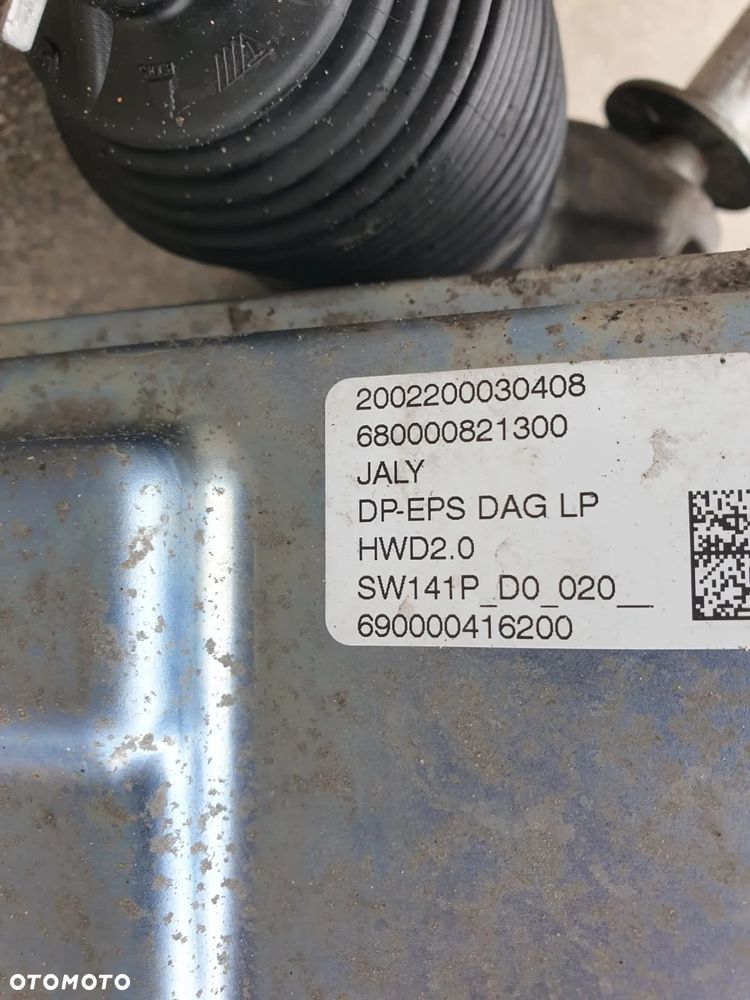 2002200030408
680000821300
JALY
DP-EPS DAG LP
HWD2.0
SW141P_D0_020__
690000416200
OTOMOTO